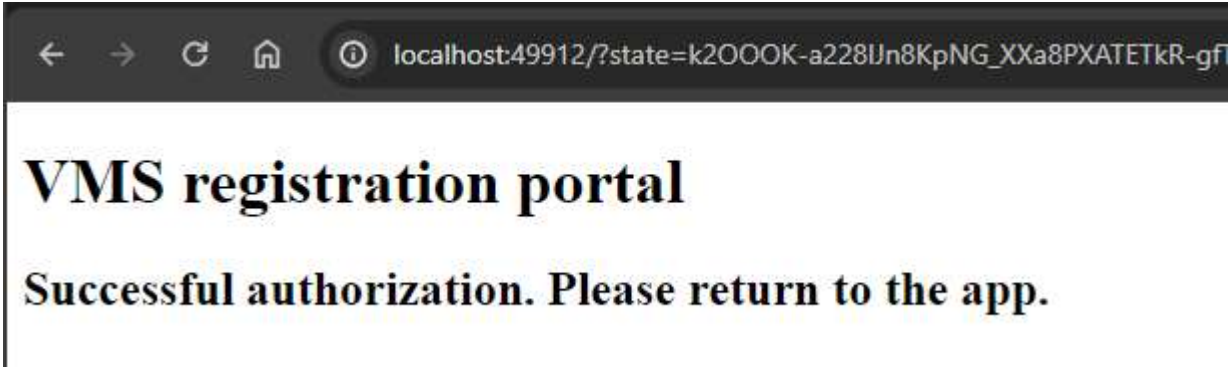 localhost:49912/?state=k2OOOK-a228IJn8KpNG_XXa8PXATETkR-gf
VMS registration portal
Successful authorization. Please return to the app.